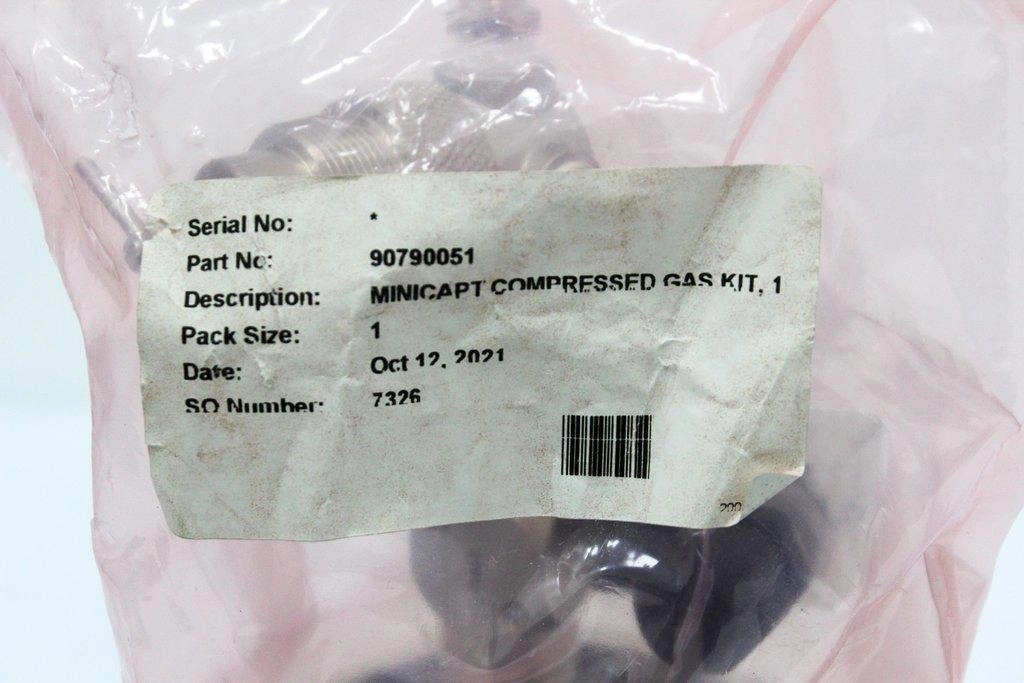 Serial No: *
Part No: 90790051
Description: MINICAPT COMPRESSED GAS KIT, 1
Pack Size: 1
Date: Oct 12, 2021
SO Number: 7326
200